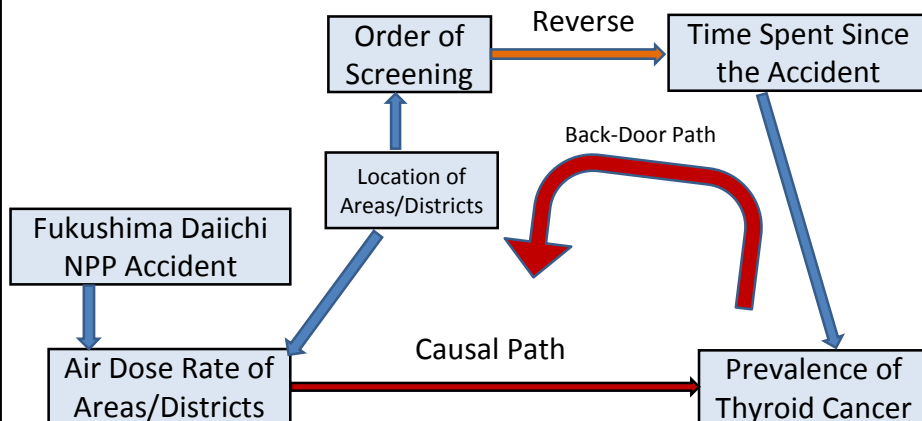 Order of
Screening
Reverse
Time Spent Since
the Accident
Back-Door Path
Location of
Areas/Districts
Fukushima Daiichi
NPP Accident
Causal Path
Air Dose Rate of
Areas/Districts
Prevalence of
Thyroid Cancer